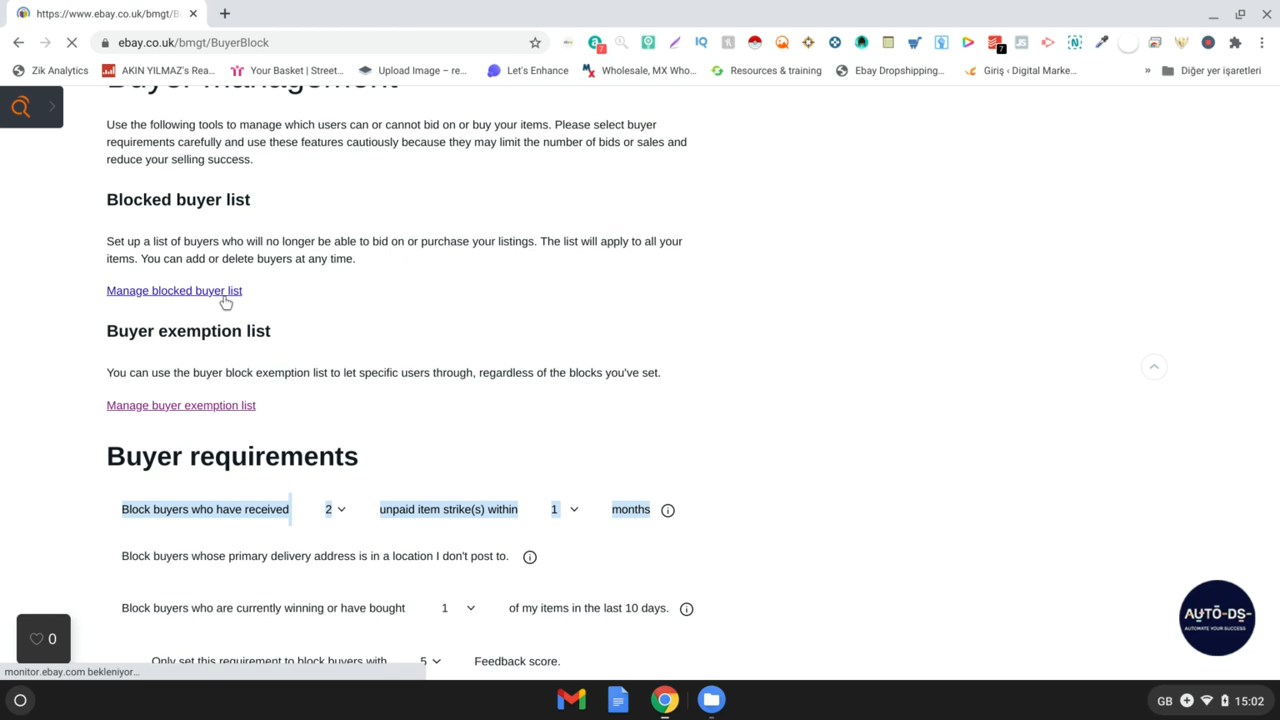 https://www.ebay.co.uk/bmgt/B
ebay.co.uk/bmgt/BuyerBlock
7
IQ
7
Zik Analytics
AKIN YILMAZ's Rea...
Your Basket | Street...
Upload Image – re...
Let's Enhance
Wholesale, MX Who...
Resources & training
Ebay Dropshipping...
Giriş ‹ Digital Marke...
»
Diğer yer işaretleri
Buyer management
Use the following tools to manage which users can or cannot bid on or buy your items. Please select buyer
requirements carefully and use these features cautiously because they may limit the number of bids or sales and
reduce your selling success.
Blocked buyer list
Set up a list of buyers who will no longer be able to bid on or purchase your listings. The list will apply to all your
items. You can add or delete buyers at any time.
Manage blocked buyer list
Buyer exemption list
You can use the buyer block exemption list to let specific users through, regardless of the blocks you've set.
Manage buyer exemption list
Buyer requirements
Block buyers who have received 2 unpaid item strike(s) within 1 months
Block buyers whose primary delivery address is in a location I don't post to.
Block buyers who are currently winning or have bought 1 of my items in the last 10 days.
Only set this requirement to block buyers with 5 Feedback score.
0
AUTO-DS-
AUTOMATE YOUR SUCCESS
monitor.ebay.com bekleniyor...
GB
15:02